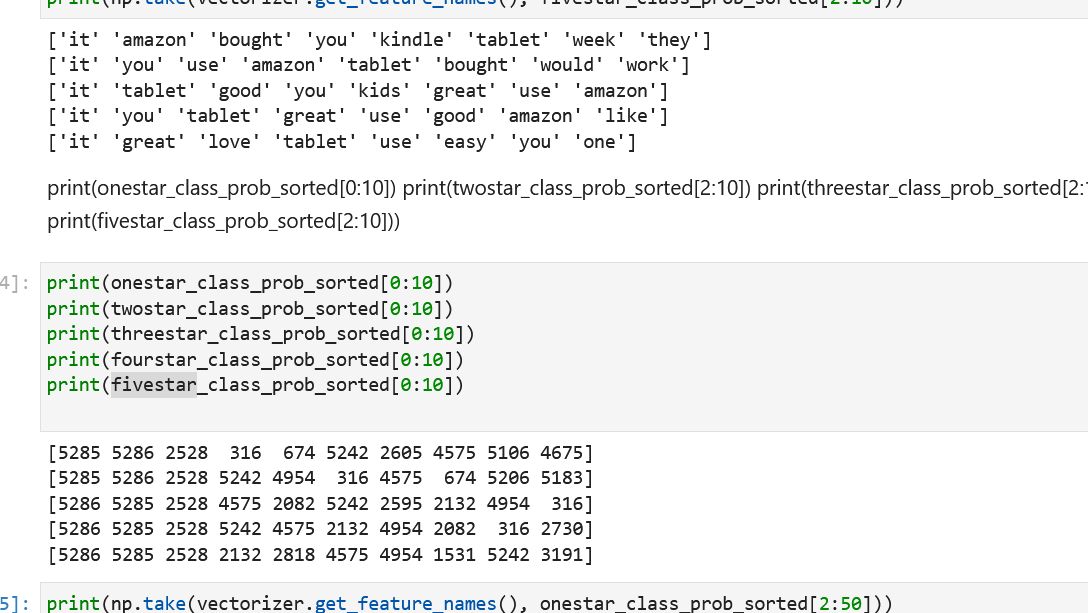 print(np.take(vectorizer.get_feature_names(), fivestar_class_prob_sorted[2:10]))
['it' 'amazon' 'bought' 'you' 'kindle' 'tablet' 'week' 'they']
['it' 'you' 'use' 'amazon' 'tablet' 'bought' 'would' 'work']
['it' 'tablet' 'good' 'you' 'kids' 'great' 'use' 'amazon']
['it' 'you' 'tablet' 'great' 'use' 'good' 'amazon' 'like']
['it' 'great' 'love' 'tablet' 'use' 'easy' 'you' 'one']
print(onestar_class_prob_sorted[0:10]) print(twostar_class_prob_sorted[2:10]) print(threestar_class_prob_sorted[2:
print(fivestar_class_prob_sorted[2:10]))
4]: print(onestar_class_prob_sorted[0:10])
print(twostar_class_prob_sorted[0:10])
print(threestar_class_prob_sorted[0:10])
print(fourstar_class_prob_sorted[0:10])
print(fivestar_class_prob_sorted[0:10])
[5285 5286 2528 316 674 5242 2605 4575 5106 4675]
[5285 5286 2528 5242 4954 316 4575 674 5206 5183]
[5286 5285 2528 4575 2082 5242 2595 2132 4954 316]
[5286 5285 2528 5242 4575 2132 4954 2082 316 2730]
[5286 5285 2528 2132 2818 4575 4954 1531 5242 3191]
5]: print(np.take(vectorizer.get_feature_names(), onestar_class_prob_sorted[2:50]))